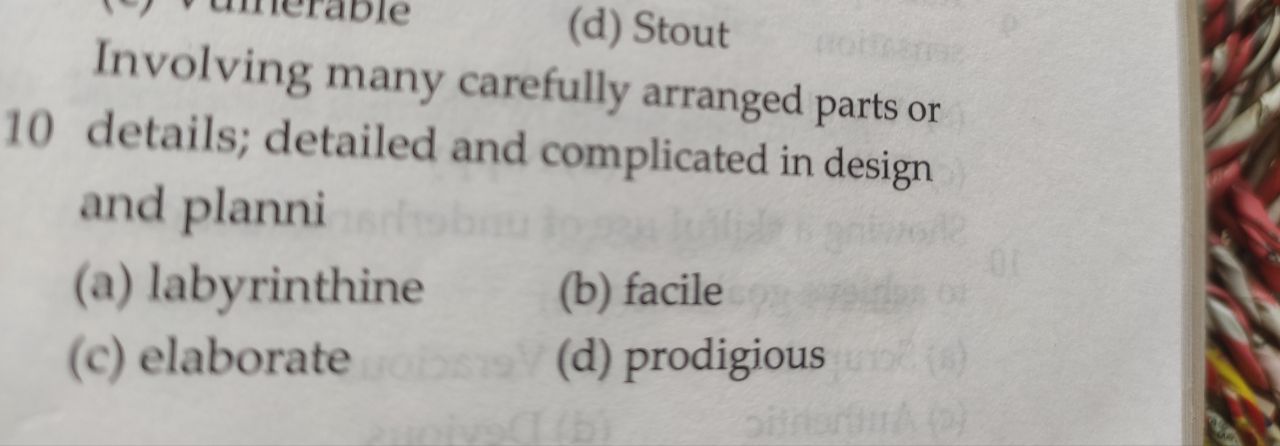 (c) Vulnerable (d) Stout
Involving many carefully arranged parts or
10 details; detailed and complicated in design
and planni
(a) labyrinthine (b) facile
(c) elaborate (d) prodigious